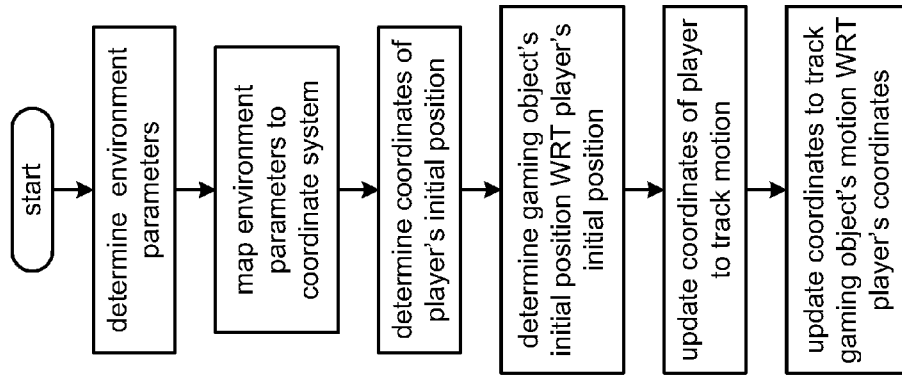 start
determine environment
parameters
map environment
parameters to
coordinate system
determine coordinates of
player's initial position
determine gaming object's
initial position WRT player's
initial position
update coordinates of player
to track motion
update coordinates to track
gaming object's motion WRT
player's coordinates